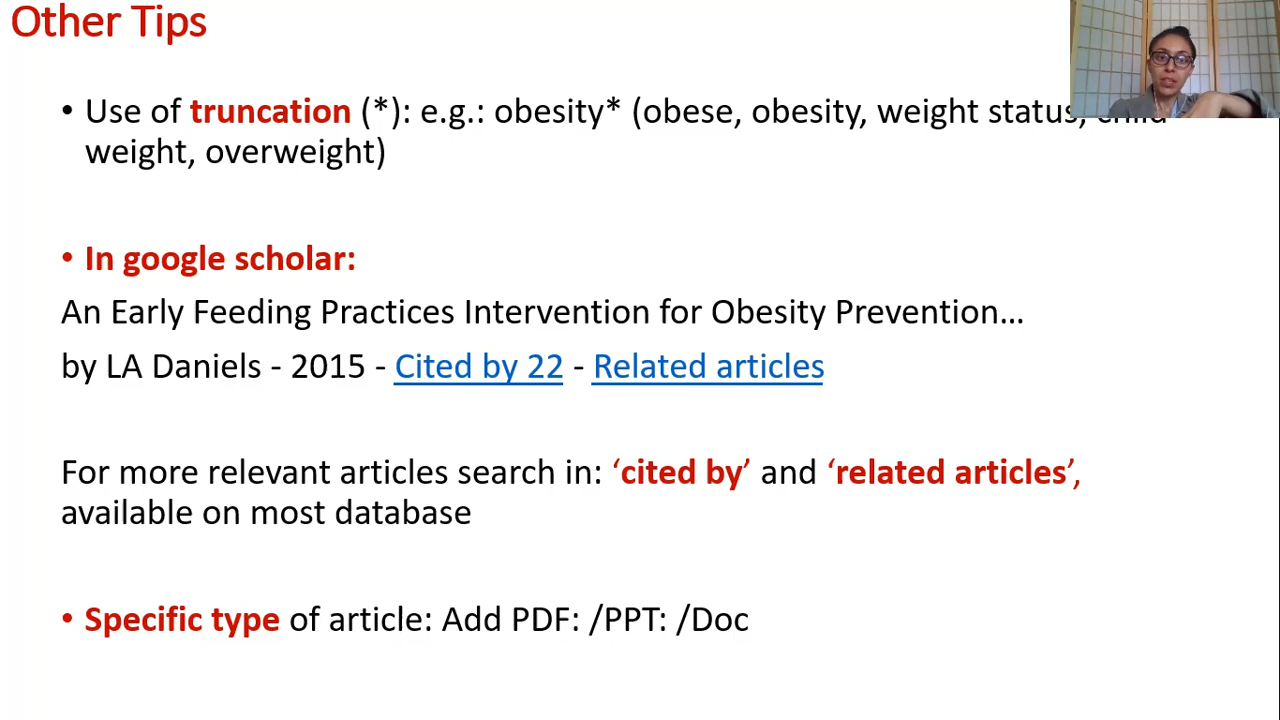 Other Tips
• Use of truncation (*): e.g.: obesity* (obese, obesity, weight status, child
weight, overweight)
• In google scholar:
An Early Feeding Practices Intervention for Obesity Prevention…
by LA Daniels - 2015 - Cited by 22 - Related articles
For more relevant articles search in: ‘cited by’ and ‘related articles’,
available on most database
• Specific type of article: Add PDF: /PPT: /Doc